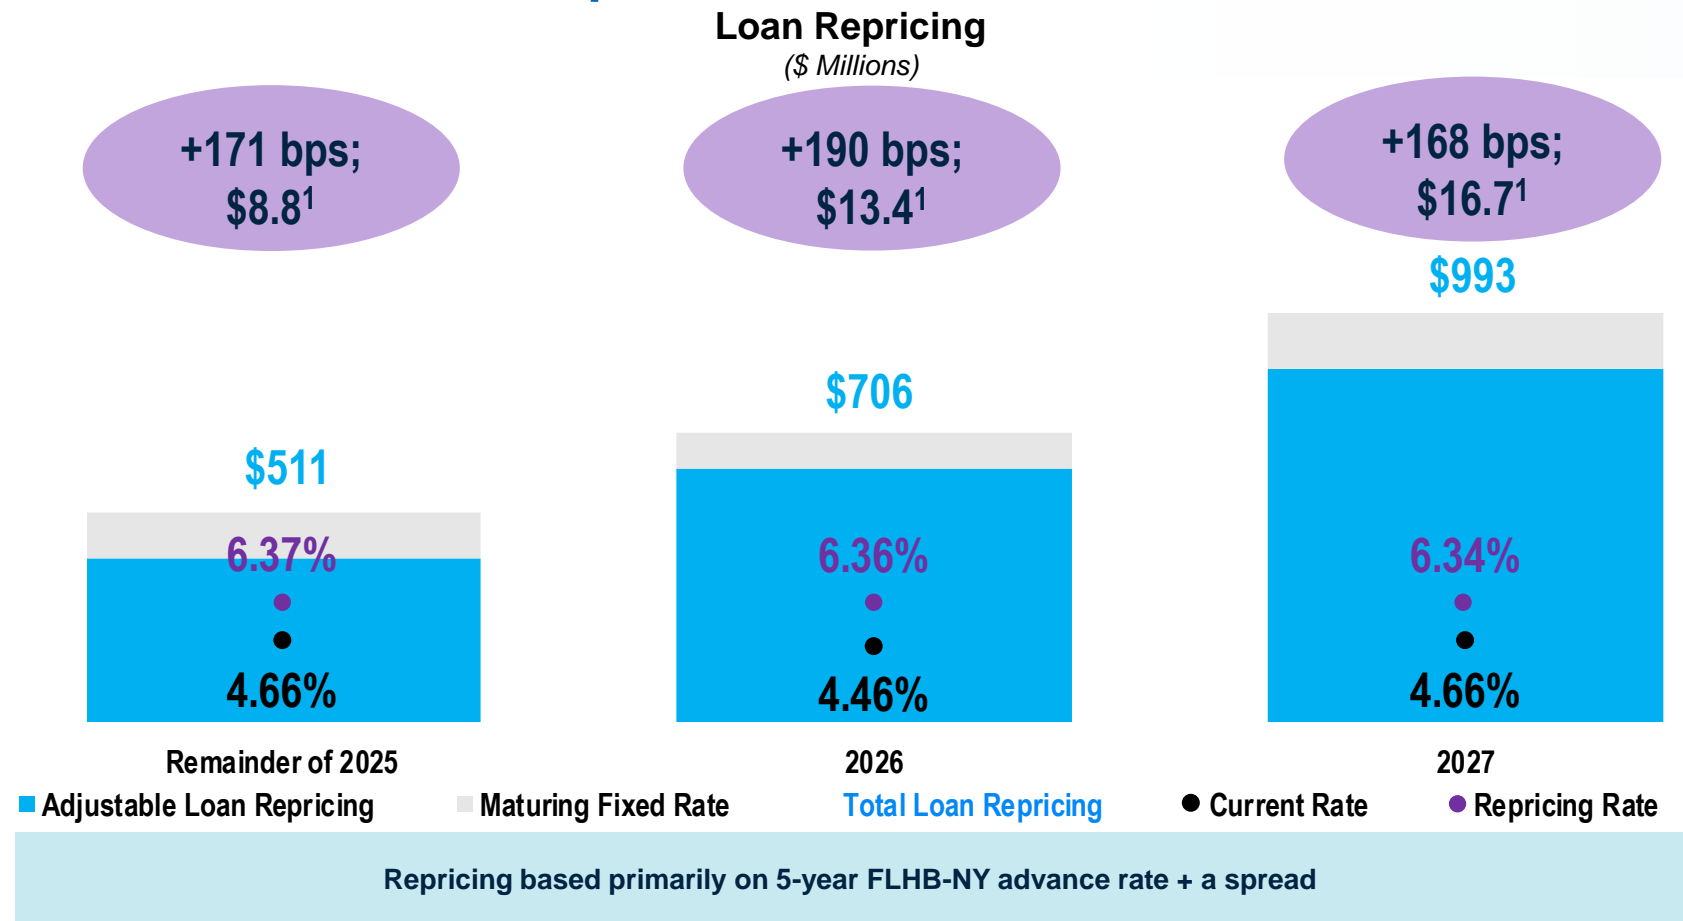 Loan Repricing
($ Millions)
+171 bps;
$8.8¹
+190 bps;
$13.4¹
+168 bps;
$16.7¹
$511
$706
$993
6.37%
6.36%
6.34%
4.66%
4.46%
4.66%
Remainder of 2025
2026
2027
Adjustable Loan Repricing
Maturing Fixed Rate
Total Loan Repricing
Current Rate
Repricing Rate
Repricing based primarily on 5-year FLHB-NY advance rate + a spread